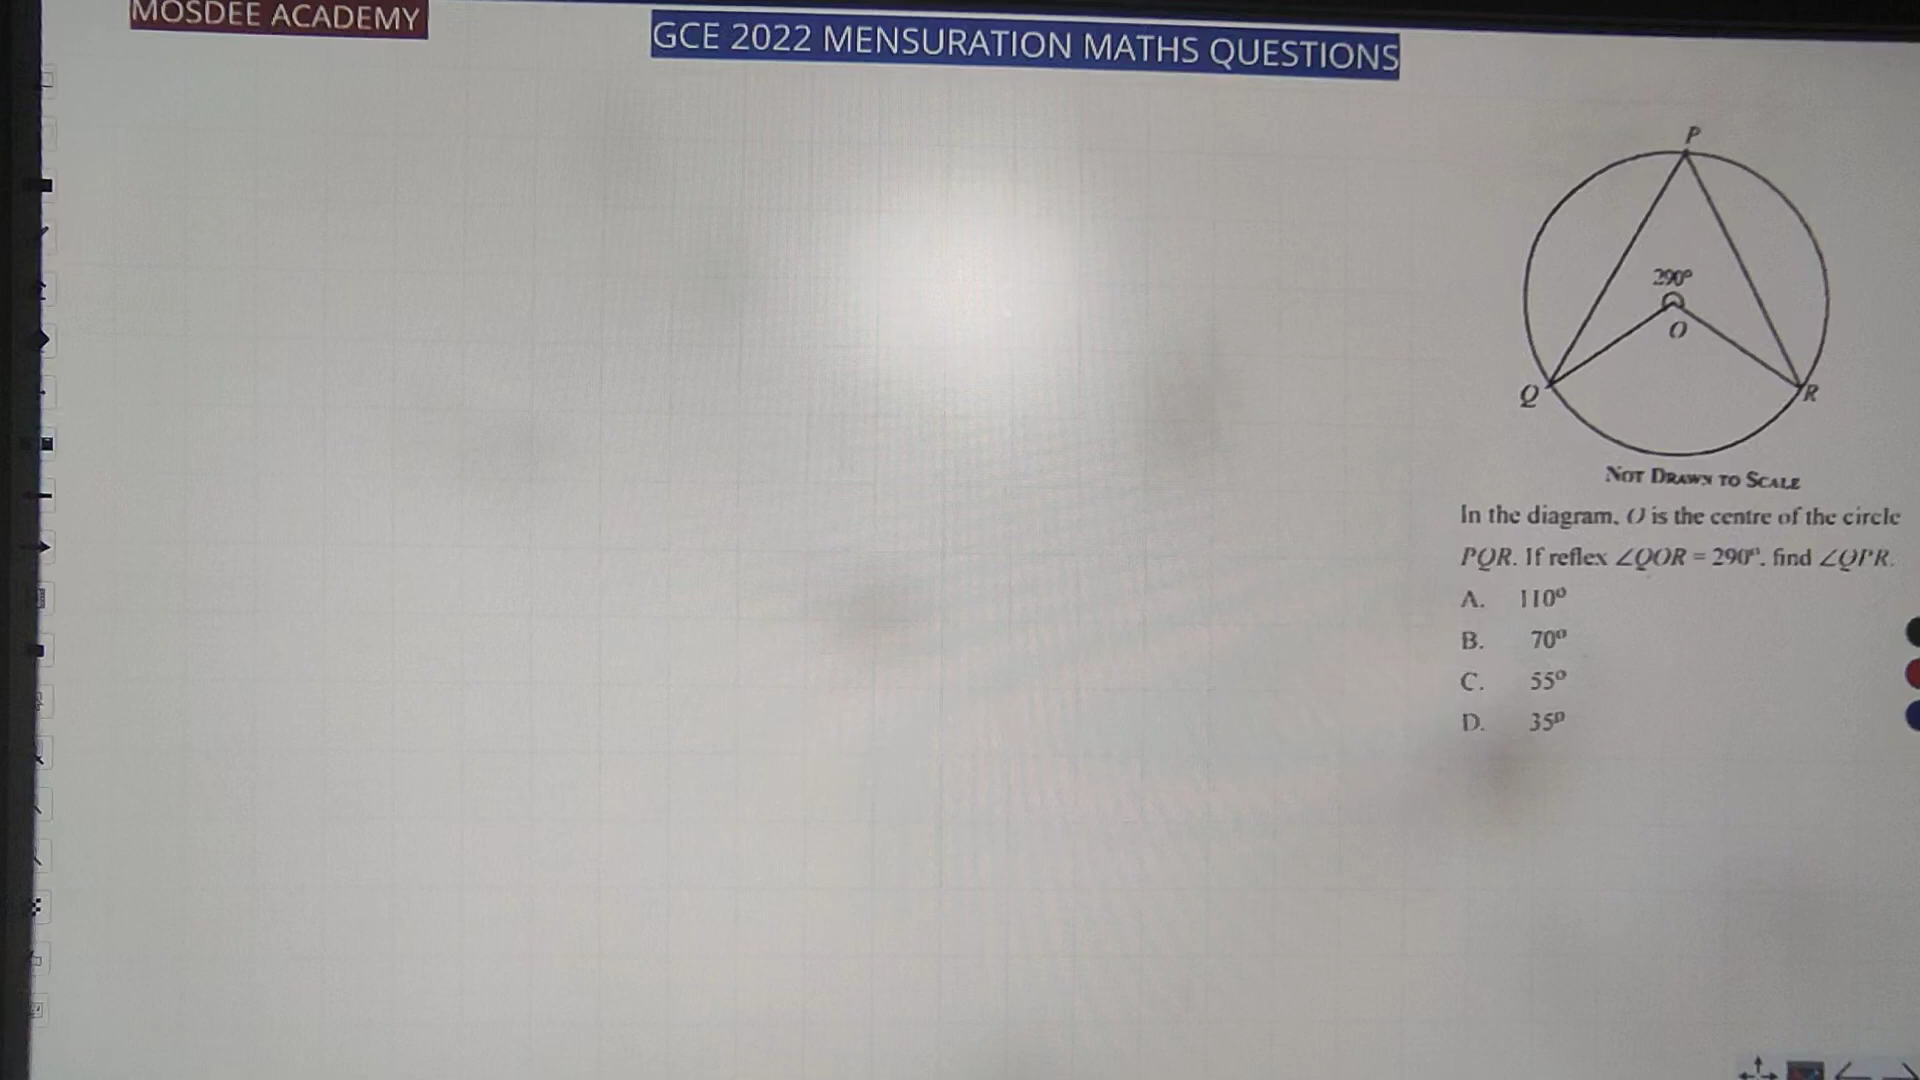 MOSDEE ACADEMY
GCE 2022 MENSURATION MATHS QUESTIONS
P
290°
O
Q
R
NOT DRAWN TO SCALE
In the diagram, O is the centre of the circle
PQR. If reflex ∠QOR = 290°, find ∠QPR.
A. 110°
B. 70°
C. 55°
D. 35°